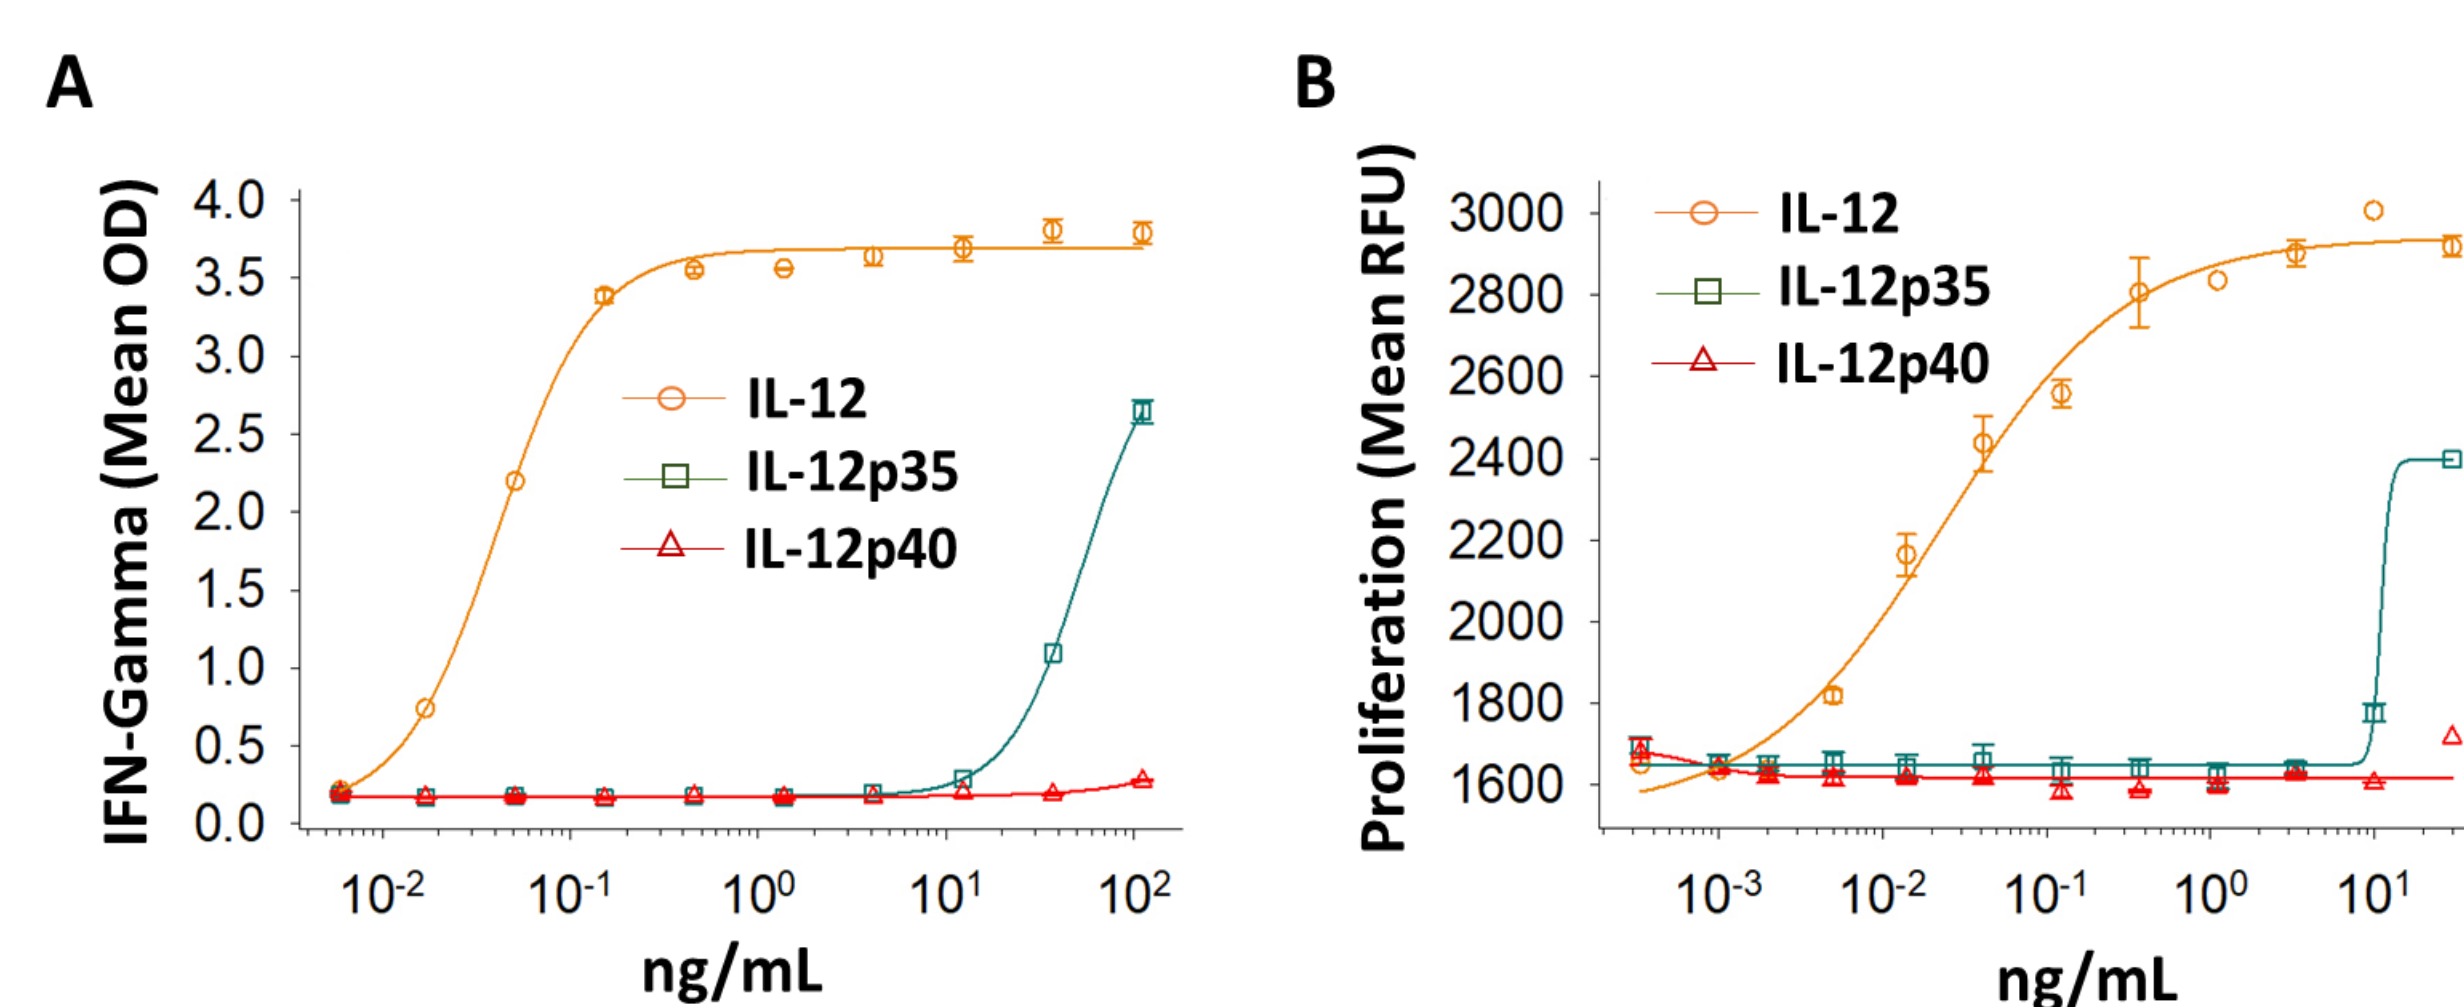 A
IFN-Gamma (Mean OD)
4.0
3.5
3.0
2.5
2.0
1.5
1.0
0.5
0.0
IL-12
IL-12p35
IL-12p40
10⁻² 10⁻¹ 10⁰ 10¹ 10²
ng/mL
B
Proliferation (Mean RFU)
3000
2800
2600
2400
2200
2000
1800
1600
IL-12
IL-12p35
IL-12p40
10⁻³ 10⁻² 10⁻¹ 10⁰ 10¹
ng/mL